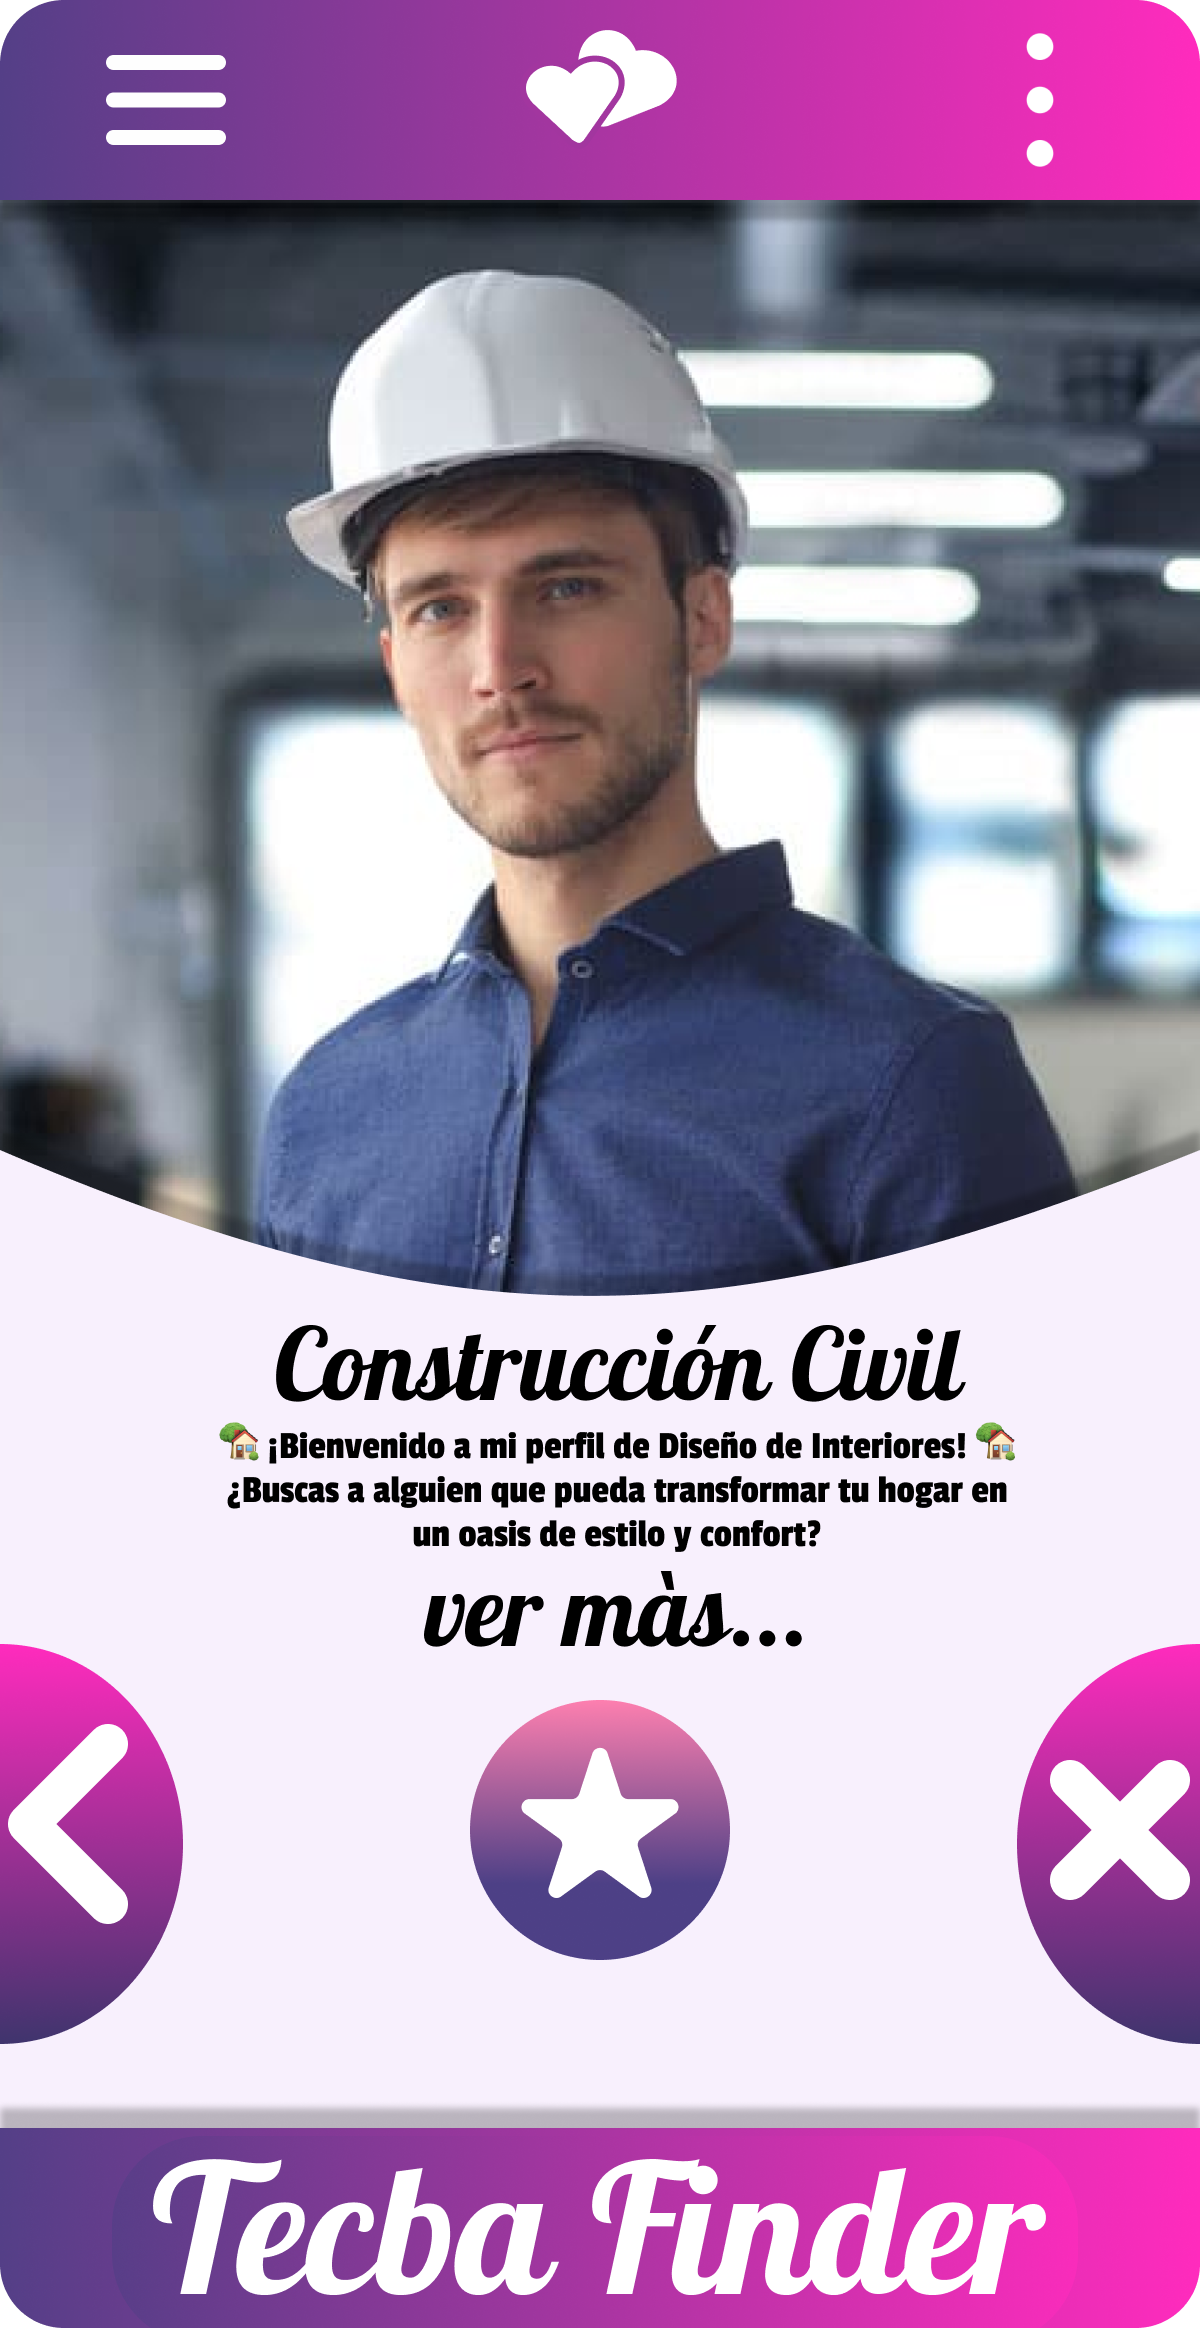 Construcción Civil
🏡 ¡Bienvenido a mi perfil de Diseño de Interiores! 🏡
¿Buscas a alguien que pueda transformar tu hogar en
un oasis de estilo y confort?
ver màs...
Tecba Finder